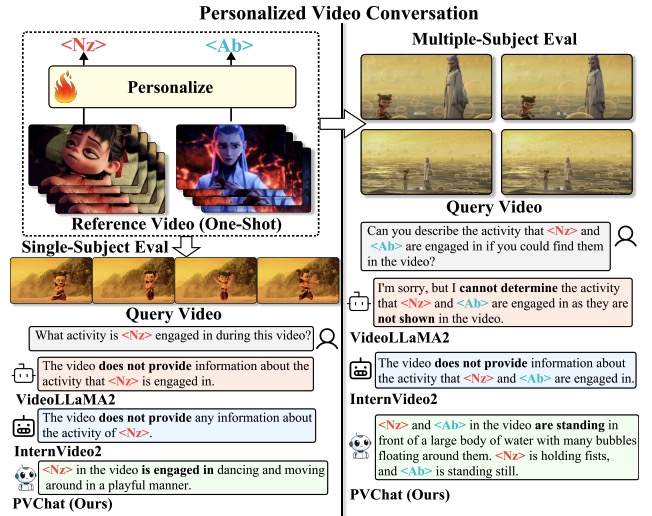 Personalized Video Conversation
<Nz>
<Ab>
Personalize
Reference Video (One-Shot)
Single-Subject Eval
Query Video
What activity is <Nz> engaged in during this video?
The video does not provide information about the
activity that <Nz> is engaged in.
VideoLLaMA2
The video does not provide any information about
the activity of <Nz>.
InternVideo2
<Nz> in the video is engaged in dancing and moving
around in a playful manner.
PVChat (Ours)
Multiple-Subject Eval
Query Video
Can you describe the activity that <Nz> and
<Ab> are engaged in if you could find them
in the video?
I'm sorry, but I cannot determine the activity
that <Nz> and <Ab> are engaged in as they are
not shown in the video.
VideoLLaMA2
The video does not provide information about
the activity that <Nz> and <Ab> are engaged in.
InternVideo2
<Nz> and <Ab> in the video are standing in
front of a large body of water with many bubbles
floating around them. <Nz> is holding fists,
and <Ab> is standing still.
PVChat (Ours)